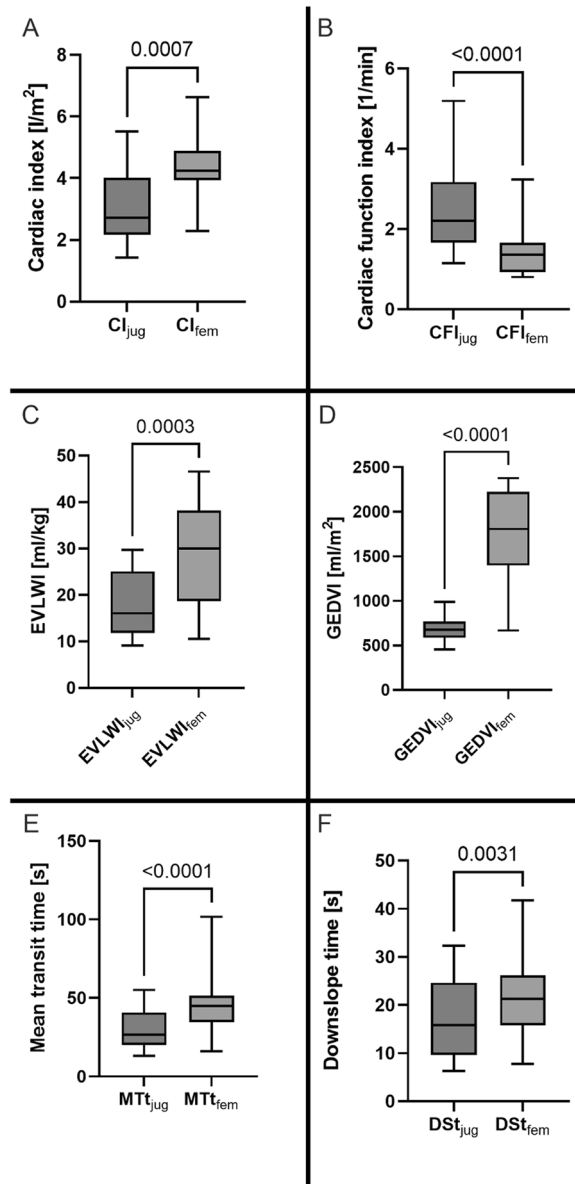 A
0.0007
Cardiac index [l/m²]
8
6
4
2
0
CIjug
CIfem
B
<0.0001
Cardiac function index [1/min]
6
4
2
0
CFIjug
CFIfem
C
0.0003
EVLWI [ml/kg]
50
40
30
20
10
0
EVLWIjug
EVLWIfem
D
<0.0001
GEDVI [ml/m²]
2500
2000
1500
1000
500
0
GEDVIjug
GEDVIfem
E
<0.0001
Mean transit time [s]
150
100
50
0
MTtjug
MTtfem
F
0.0031
Downslope time [s]
50
40
30
20
10
0
DStjug
DStfem